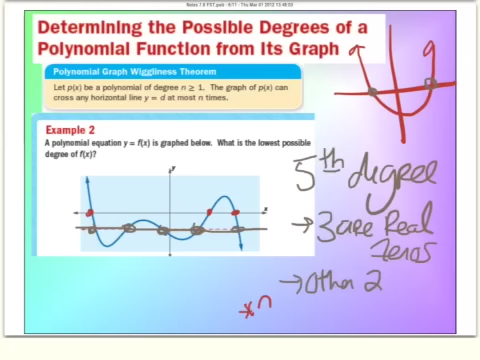 Notes 7.8 PST.gwb - 8/11 - Thu Mar 01 2012 13:48:53
Determining the Possible Degrees of a
Polynomial Function from Its Graph
Polynomial Graph Wiggliness Theorem
Let p(x) be a polynomial of degree n ≥ 1. The graph of p(x) can
cross any horizontal line y = d at most n times.
Example 2
A polynomial equation y = f(x) is graphed below. What is the lowest possible
degree of f(x)?
y
x
5th degree
→ 3 are Real
Zeros
→ Other 2
xn